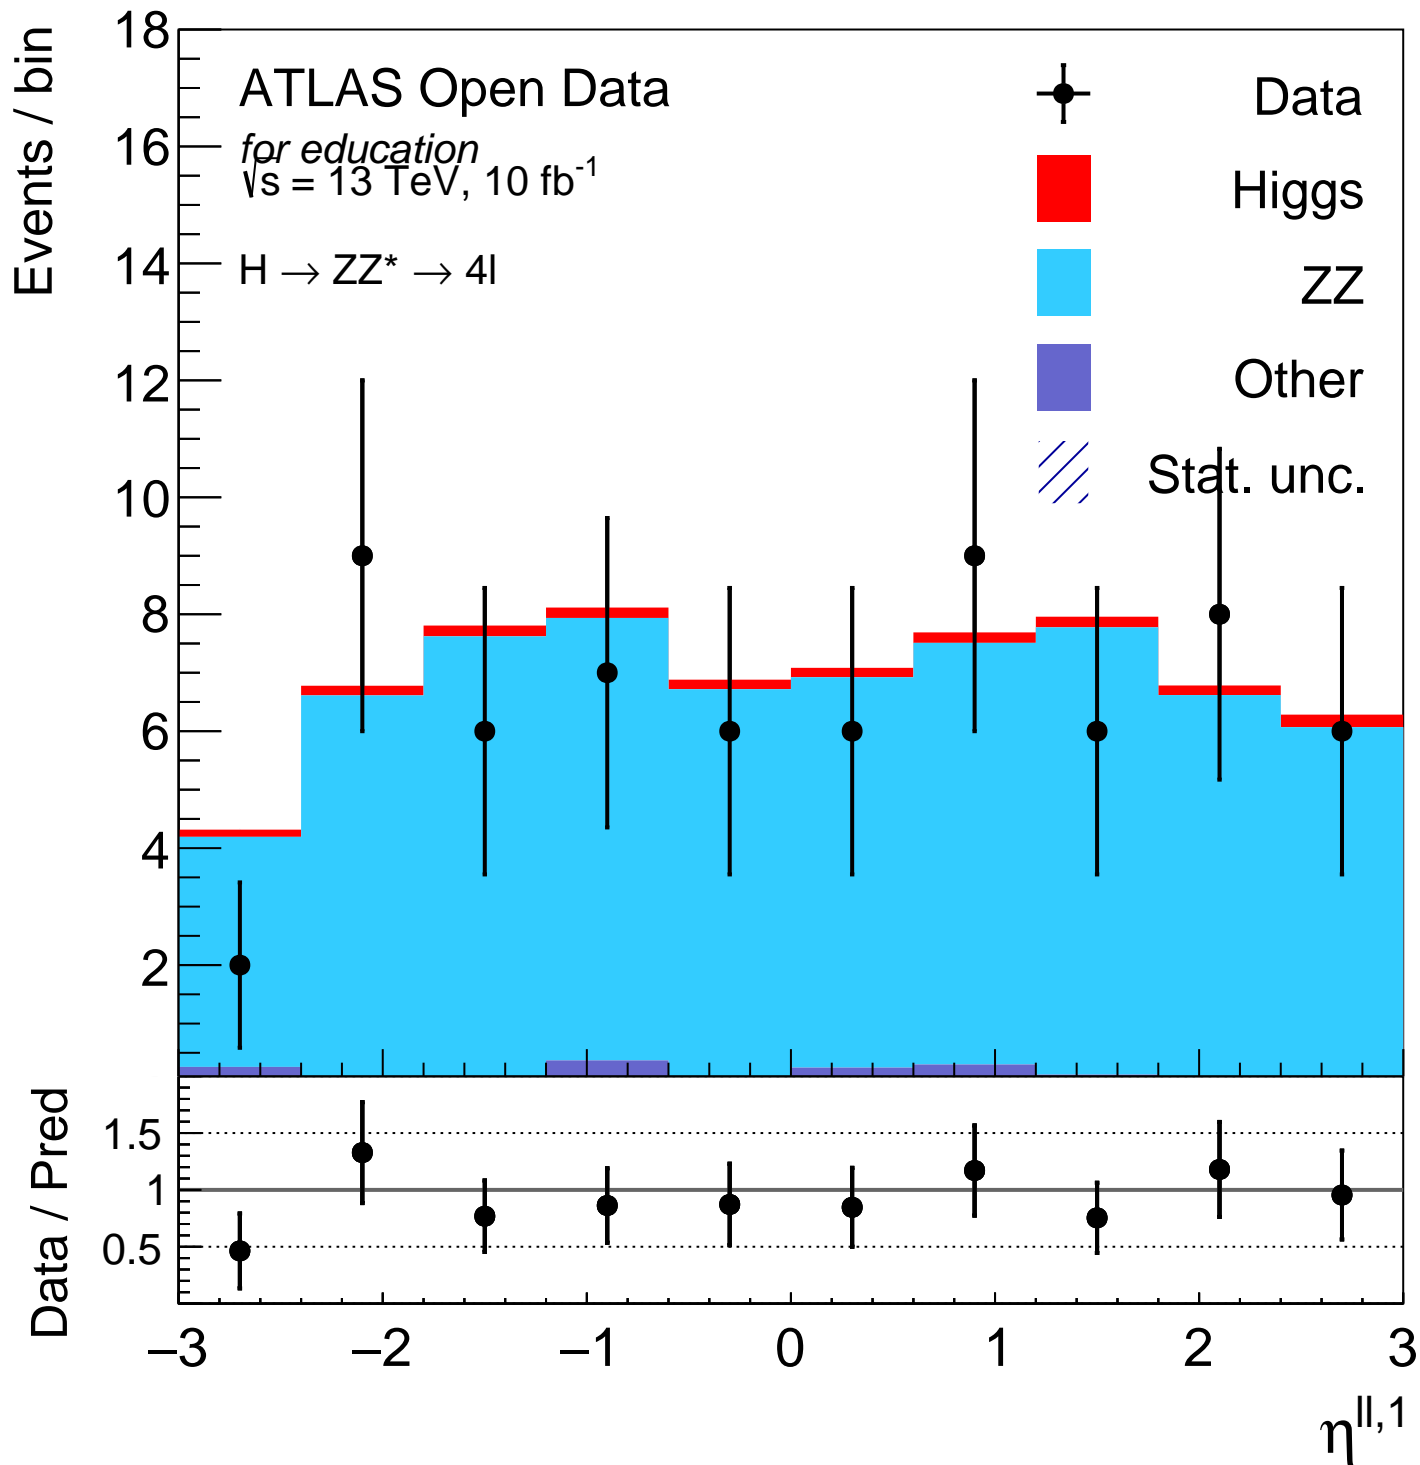 Events / bin
18
16
14
12
10
8
6
4
2
ATLAS Open Data
for education
√s = 13 TeV, 10 fb⁻¹
H → ZZ* → 4l
Data
Higgs
ZZ
Other
Stat. unc.
Data / Pred
1.5
1
0.5
−3 −2 −1 0 1 2 3
η^ll,1